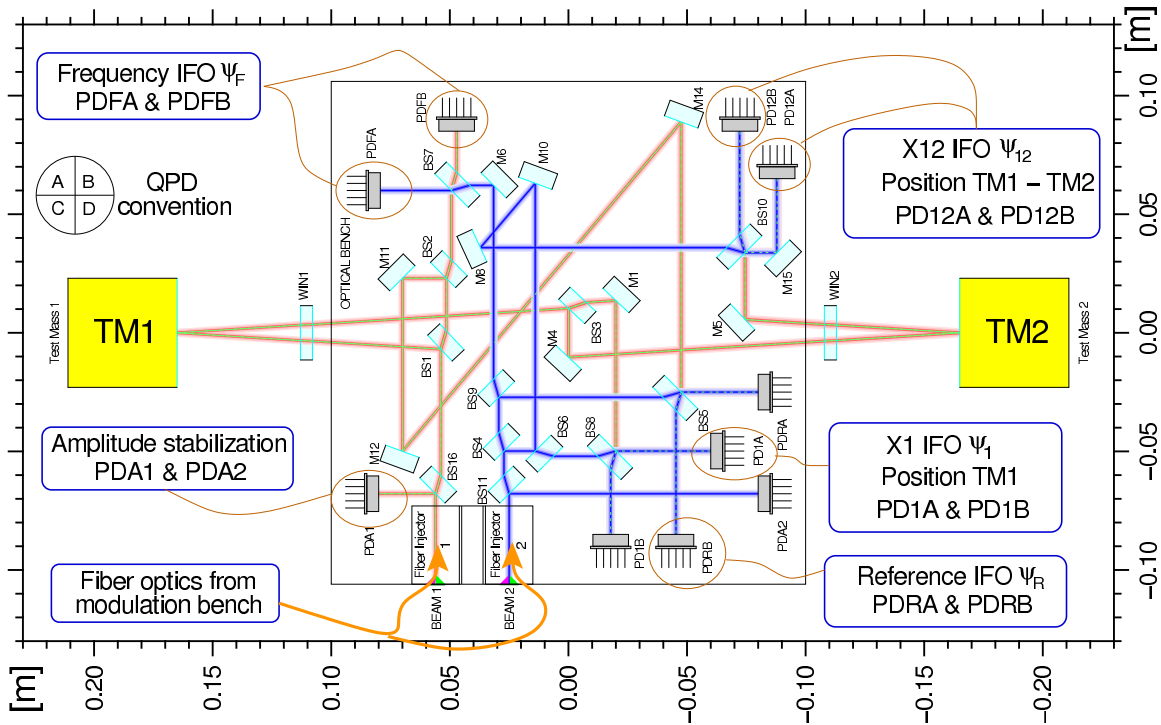 [m]
Frequency IFO Ψ_F
PDFA & PDFB
A B
C D
QPD
convention
PDFB
PDFA
BS7
M6
M10
M14
PD12B
PD12A
X12 IFO Ψ_12
Position TM1 − TM2
PD12A & PD12B
OPTICAL BENCH
M11
BS2
M8
BS10
M15
Test Mass 1
TM1
WIN1
BS1
M4
BS3
M1
M5
WIN2
TM2
Test Mass 2
BS9
BS4
BS6
BS8
BS5
PD1A
PDRA
Amplitude stabilization
PDA1 & PDA2
M12
BS16
BS11
PDA1
Fiber Injector
1
Fiber Injector
2
PD1B
PDRB
PDA2
X1 IFO Ψ_1
Position TM1
PD1A & PD1B
Fiber optics from
modulation bench
BEAM 1
BEAM 2
Reference IFO Ψ_R
PDRA & PDRB
0.10
0.05
0.00
−0.05
−0.10
[m]
0.20
0.15
0.10
0.05
0.00
−0.05
−0.10
−0.15
−0.20